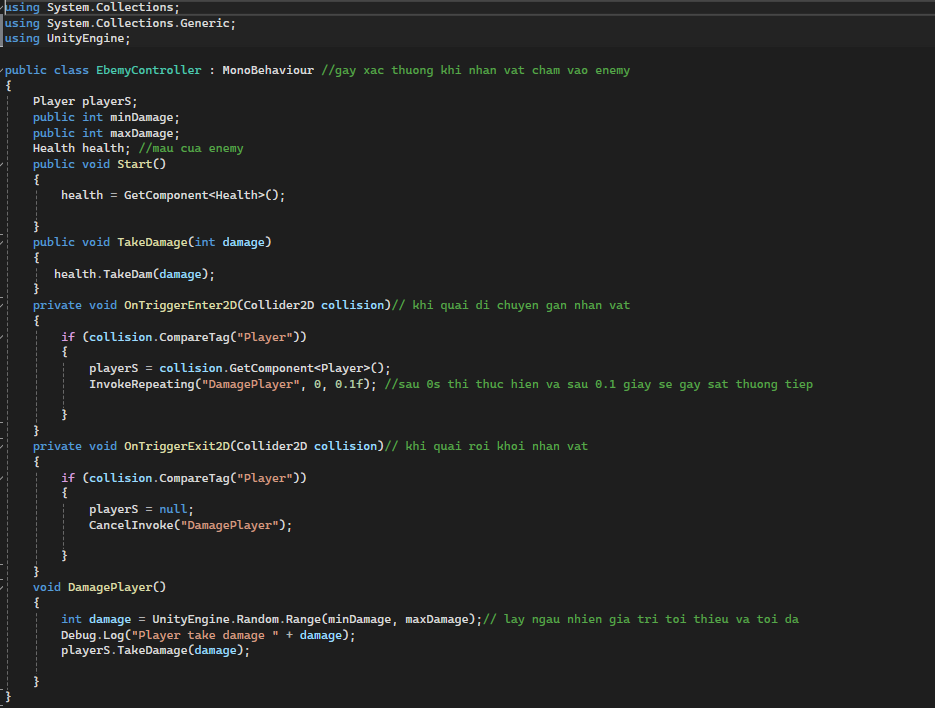 using System.Collections;
using System.Collections.Generic;
using UnityEngine;
public class EbemyController : MonoBehaviour //gay xac thuong khi nhan vat cham vao enemy
{
Player playerS;
public int minDamage;
public int maxDamage;
Health health; //mau cua enemy
public void Start()
{
health = GetComponent<Health>();
}
public void TakeDamage(int damage)
{
health.TakeDam(damage);
}
private void OnTriggerEnter2D(Collider2D collision)// khi quai di chuyen gan nhan vat
{
if (collision.CompareTag("Player"))
{
playerS = collision.GetComponent<Player>();
InvokeRepeating("DamagePlayer", 0, 0.1f); //sau 0s thi thuc hien va sau 0.1 giay se gay sat thuong tiep
}
}
private void OnTriggerExit2D(Collider2D collision)// khi quai roi khoi nhan vat
{
if (collision.CompareTag("Player"))
{
playerS = null;
CancelInvoke("DamagePlayer");
}
}
void DamagePlayer()
{
int damage = UnityEngine.Random.Range(minDamage, maxDamage);// lay ngau nhien gia tri toi thieu va toi da
Debug.Log("Player take damage " + damage);
playerS.TakeDamage(damage);
}
}